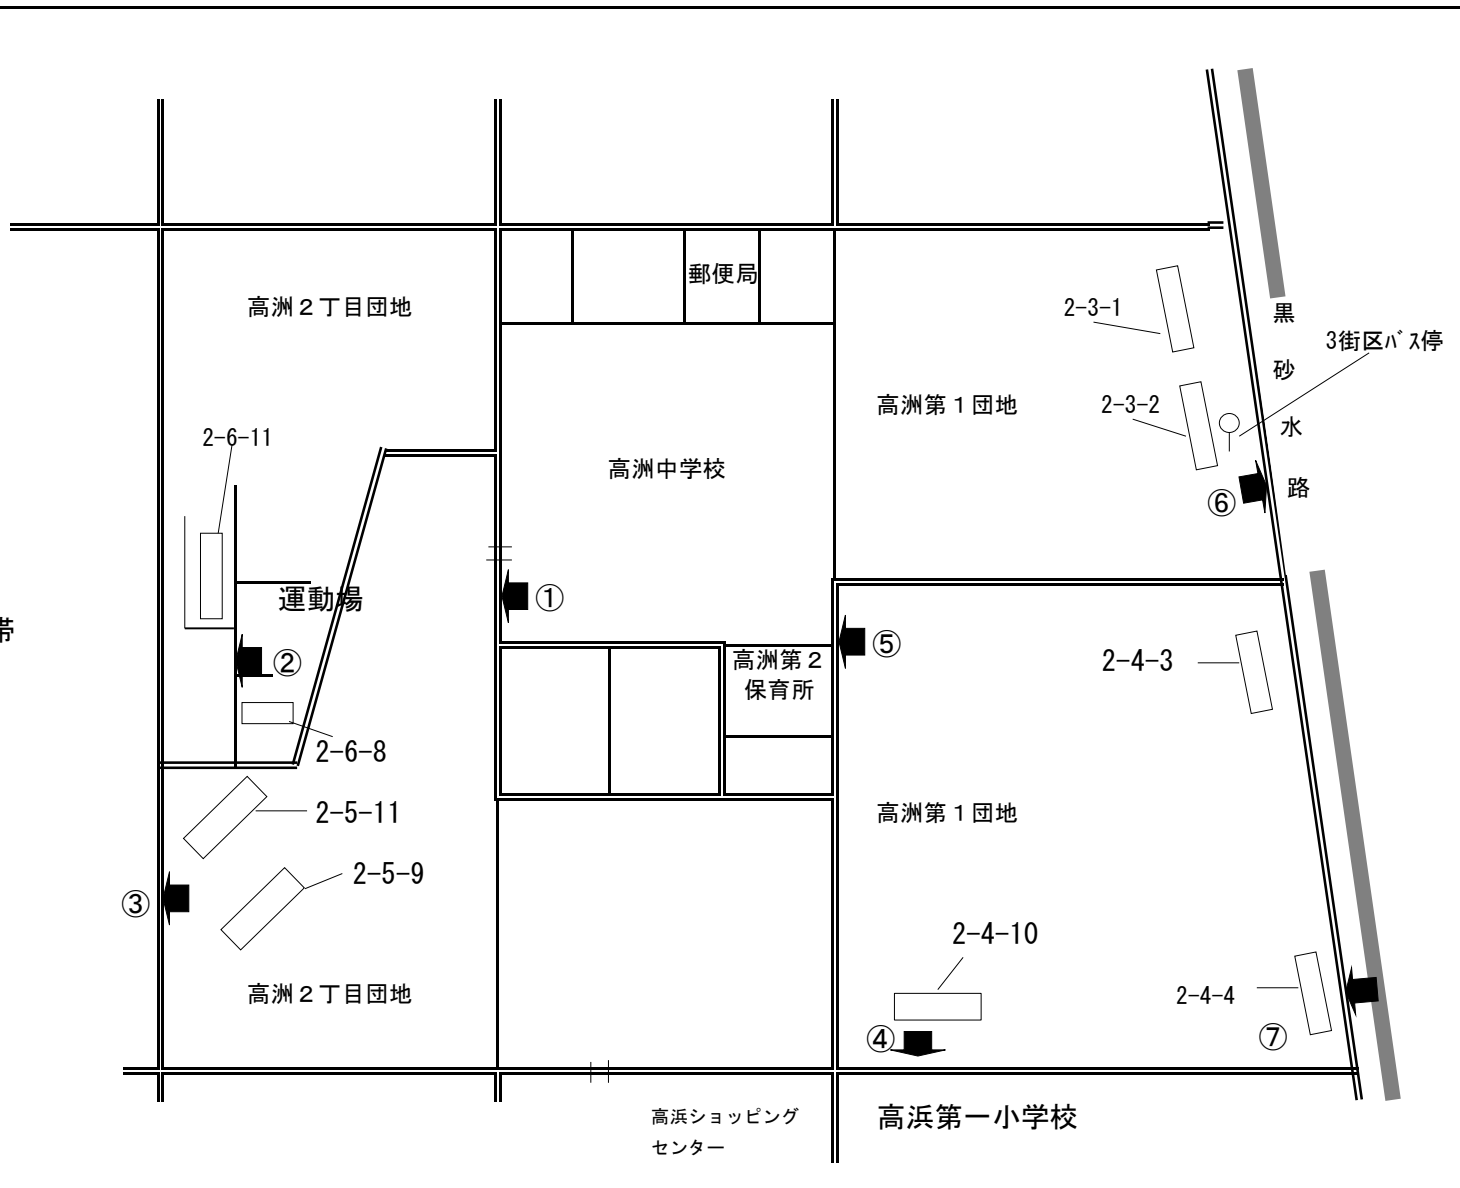 郵便局
高洲２丁目団地
2-3-1
黒
砂
水
路
3街区ﾊﾞｽ停
高洲第１団地
2-3-2
2-6-11
高洲中学校
⑥
運動場
①
帯
⑤
②
高洲第２
保育所
2-4-3
2-6-8
2-5-11
高洲第１団地
2-5-9
③
2-4-10
高洲２丁目団地
2-4-4
④
⑦
高浜ショッピング
センター
高浜第一小学校